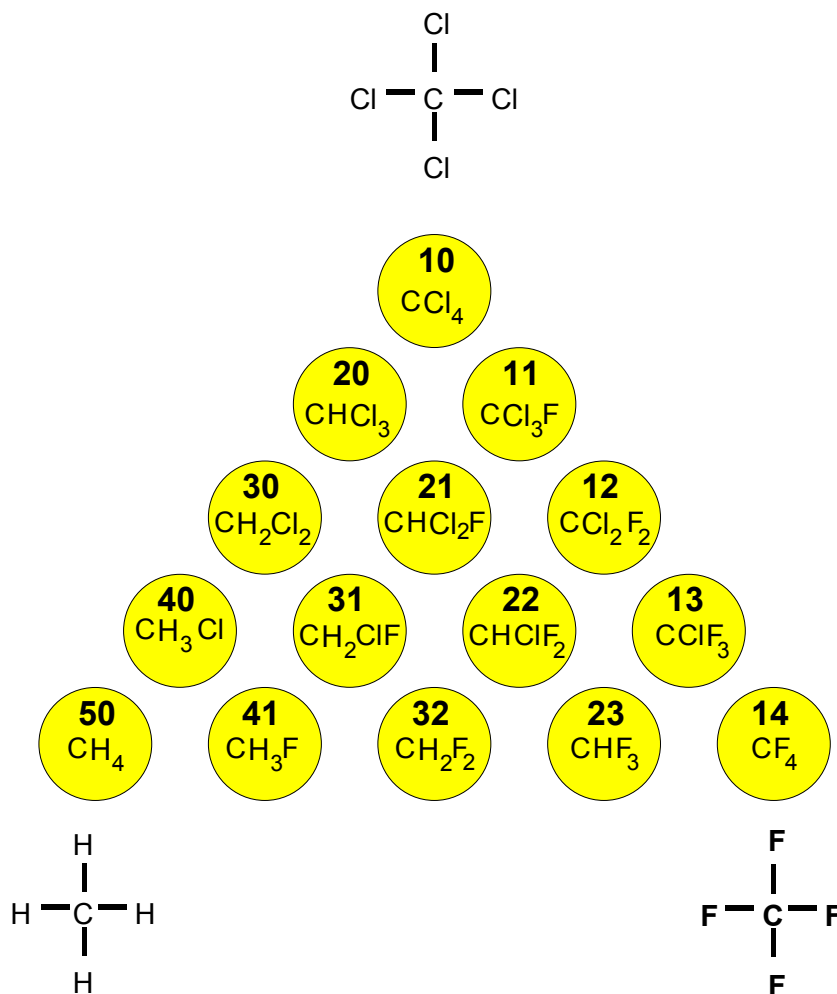 Cl
Cl C Cl
Cl
10
CCl₄
20 11
CHCl₃ CCl₃F
30 21 12
CH₂Cl₂ CHCl₂F CCl₂F₂
40 31 22 13
CH₃Cl CH₂ClF CHClF₂ CClF₃
50 41 32 23 14
CH₄ CH₃F CH₂F₂ CHF₃ CF₄
H F
H C H F C F
H F